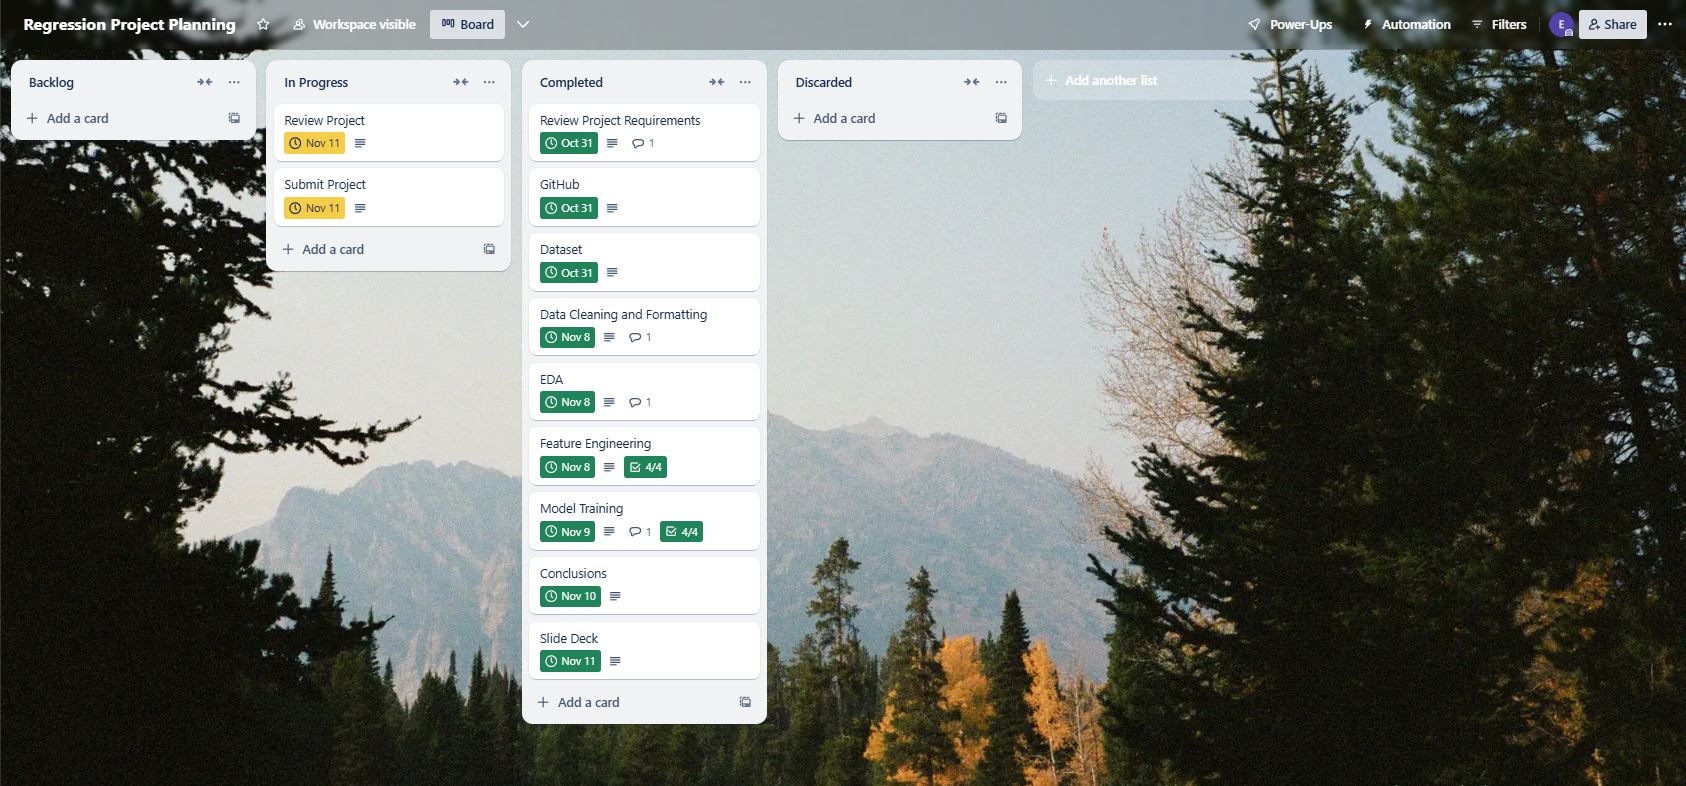 Regression Project Planning
Workspace visible
Board
Power-Ups
Automation
Filters
E
Share
Backlog
Add a card
In Progress
Review Project
Nov 11
Submit Project
Nov 11
Add a card
Completed
Review Project Requirements
Oct 31 1
GitHub
Oct 31
Dataset
Oct 31
Data Cleaning and Formatting
Nov 8 1
EDA
Nov 8 1
Feature Engineering
Nov 8 4/4
Model Training
Nov 9 1 4/4
Conclusions
Nov 10
Slide Deck
Nov 11
Add a card
Discarded
Add a card
Add another list